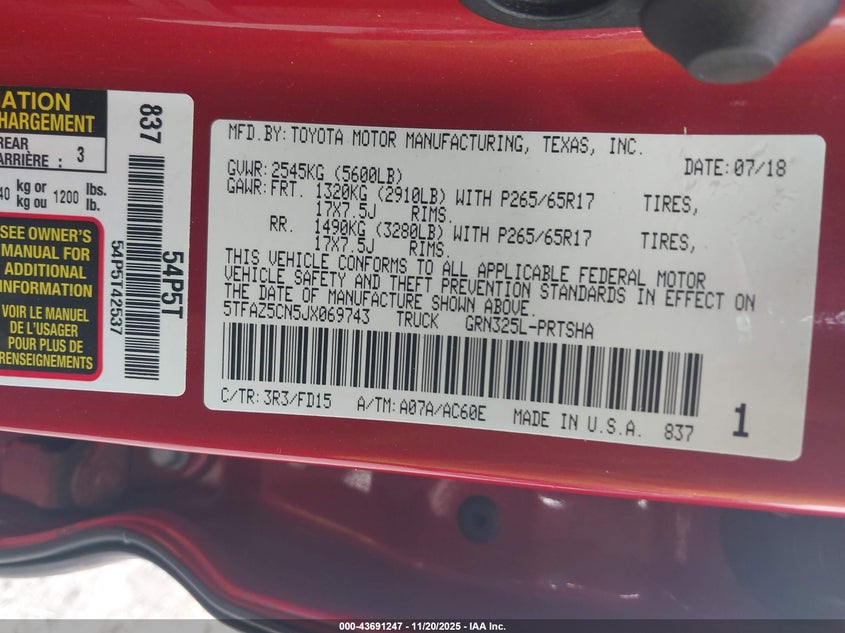 ATION
CHARGEMENT
REAR
ARRIÈRE : 3
40 kg or kg ou 1200 lbs. lb.
SEE OWNER'S
MANUAL FOR
ADDITIONAL
INFORMATION
VOIR LE MANUEL
DE L'USAGER
POUR PLUS DE
RENSEIGNEMENTS
837
54P5T42537
54P5T
MFD.BY:TOYOTA MOTOR MANUFACTURING, TEXAS, INC.
DATE:07/18
GVWR:2545KG (5600LB)
GAWR:FRT. 1320KG (2910LB) WITH P265/65R17 TIRES,
17X7.5J RIMS.
RR. 1490KG (3280LB) WITH P265/65R17 TIRES,
17X7.5J RIMS.
THIS VEHICLE CONFORMS TO ALL APPLICABLE FEDERAL MOTOR
VEHICLE SAFETY AND THEFT PREVENTION STANDARDS IN EFFECT ON
THE DATE OF MANUFACTURE SHOWN ABOVE.
5TFAZ5CN5JX069743 TRUCK GRN325L-PRTSHA
C/TR:3R3/FD15 A/TM:A07A/AC60E MADE IN U.S.A. 837
1
000-43691247 - 11/20/2025 - IAA Inc.